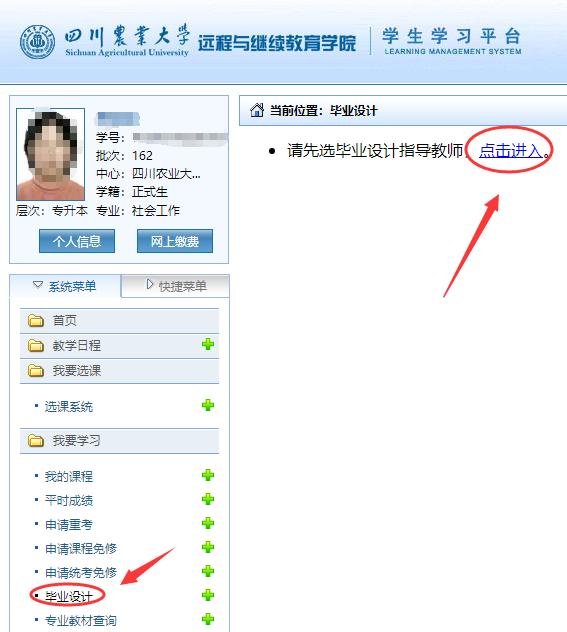 四川农业大学 远程与继续教育学院 学生学习平台
Sichuan Agricultural University LEARNING MANAGEMENT SYSTEM
学号：
批次：162
中心：四川农业大...
学籍：正式生
层次：专升本 专业：社会工作
个人信息 网上缴费
系统菜单 快捷菜单
首页
教学日程
我要选课
选课系统
我要学习
我的课程
平时成绩
申请重考
申请课程免修
申请统考免修
毕业设计
专业教材查询
当前位置：毕业设计
请先选毕业设计指导教师，点击进入。